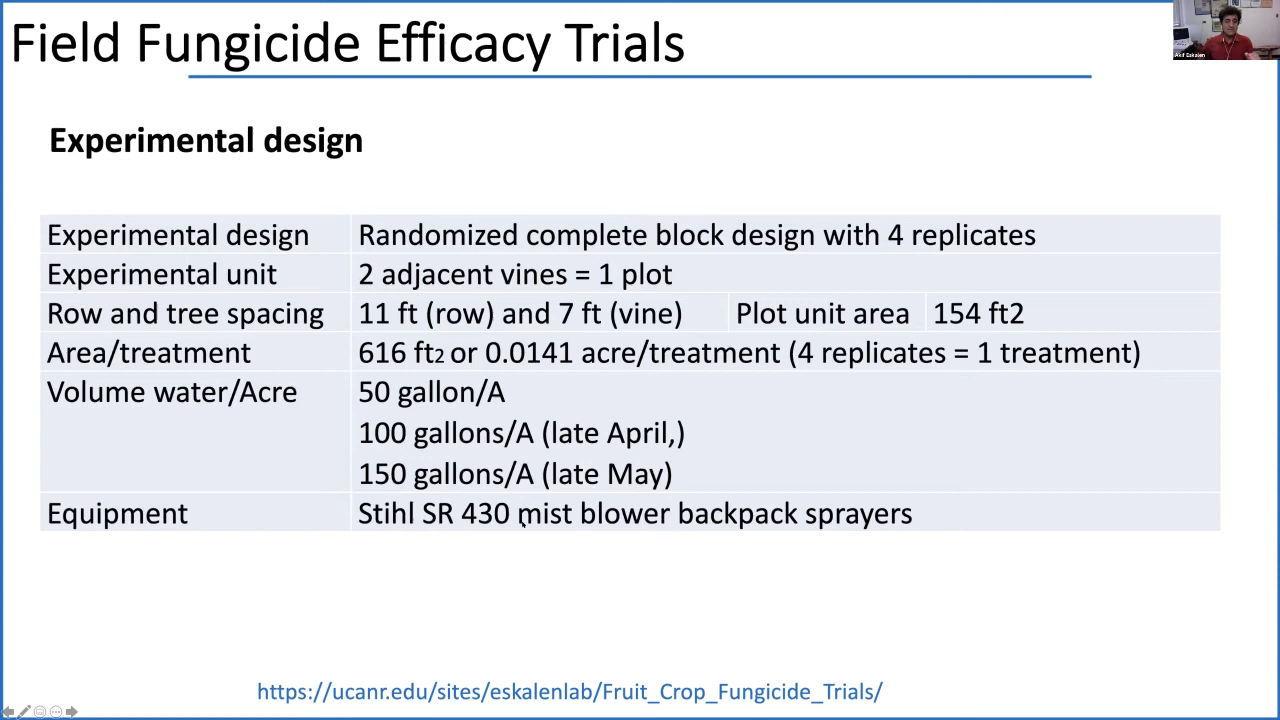 Field Fungicide Efficacy Trials
Akif Eskalen
Experimental design
Experimental design Randomized complete block design with 4 replicates
Experimental unit 2 adjacent vines = 1 plot
Row and tree spacing 11 ft (row) and 7 ft (vine) Plot unit area 154 ft2
Area/treatment 616 ft2 or 0.0141 acre/treatment (4 replicates = 1 treatment)
Volume water/Acre 50 gallon/A
100 gallons/A (late April,)
150 gallons/A (late May)
Equipment Stihl SR 430 mist blower backpack sprayers
https://ucanr.edu/sites/eskalenlab/Fruit_Crop_Fungicide_Trials/